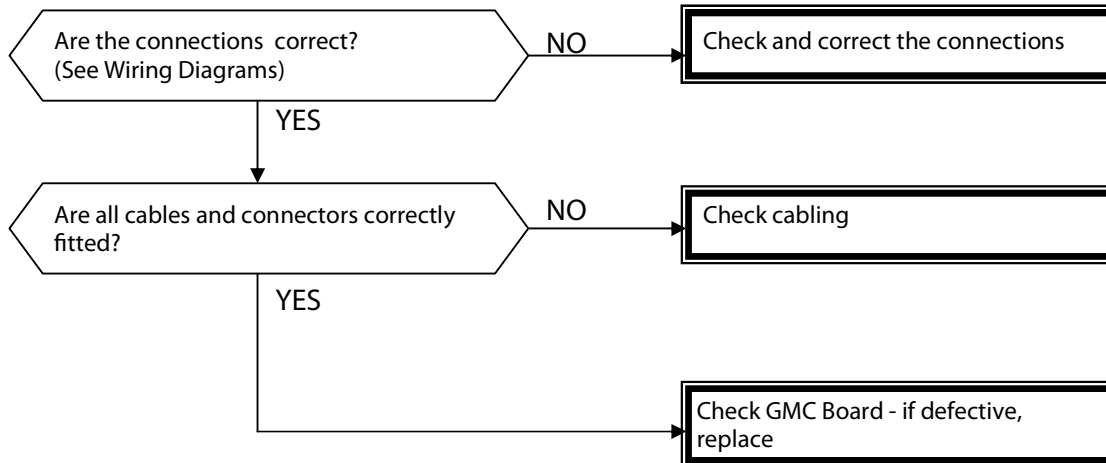 Are the connections correct?
(See Wiring Diagrams)
NO
Check and correct the connections
YES
Are all cables and connectors correctly
fitted?
NO
Check cabling
YES
Check GMC Board - if defective,
replace